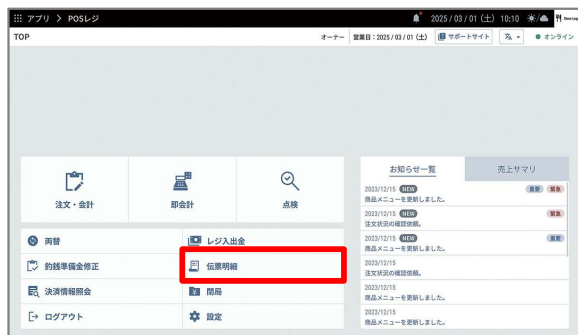 アプリ > POSレジ
2025/03/01 (土) 10:10
TOP
オーナー
営業日:2025/03/01 (土)
サポートサイト
オンライン
注文・会計
即会計
点検
両替
レジ入出金
釣銭準備金修正
伝票明細
決済情報照会
閉局
ログアウト
設定
お知らせ一覧
売上サマリ
2023/12/15 NEW 重要 緊急
商品メニューを更新しました。
2023/12/15 NEW 緊急
注文状況の確認依頼。
2023/12/15 NEW 重要
商品メニューを更新しました。
2023/12/15
注文状況の確認依頼。
2023/12/15
商品メニューを更新しました。
2023/12/15
商品メニューを更新しました。